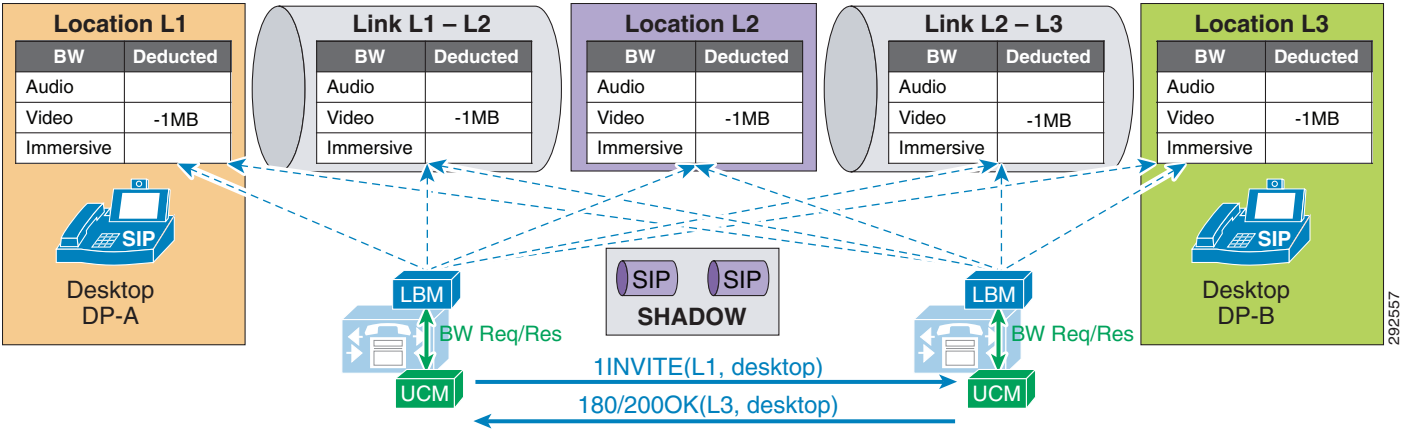 Location L1
Link L1 – L2
Location L2
Link L2 – L3
Location L3
BW Deducted
Audio
Video -1MB
Immersive
BW Deducted
Audio
Video -1MB
Immersive
BW Deducted
Audio
Video -1MB
Immersive
BW Deducted
Audio
Video -1MB
Immersive
BW Deducted
Audio
Video -1MB
Immersive
SIP
Desktop
DP-A
SIP
Desktop
DP-B
LBM
BW Req/Res
UCM
SIP SIP
SHADOW
LBM
BW Req/Res
UCM
1INVITE(L1, desktop)
180/200OK(L3, desktop)
292557